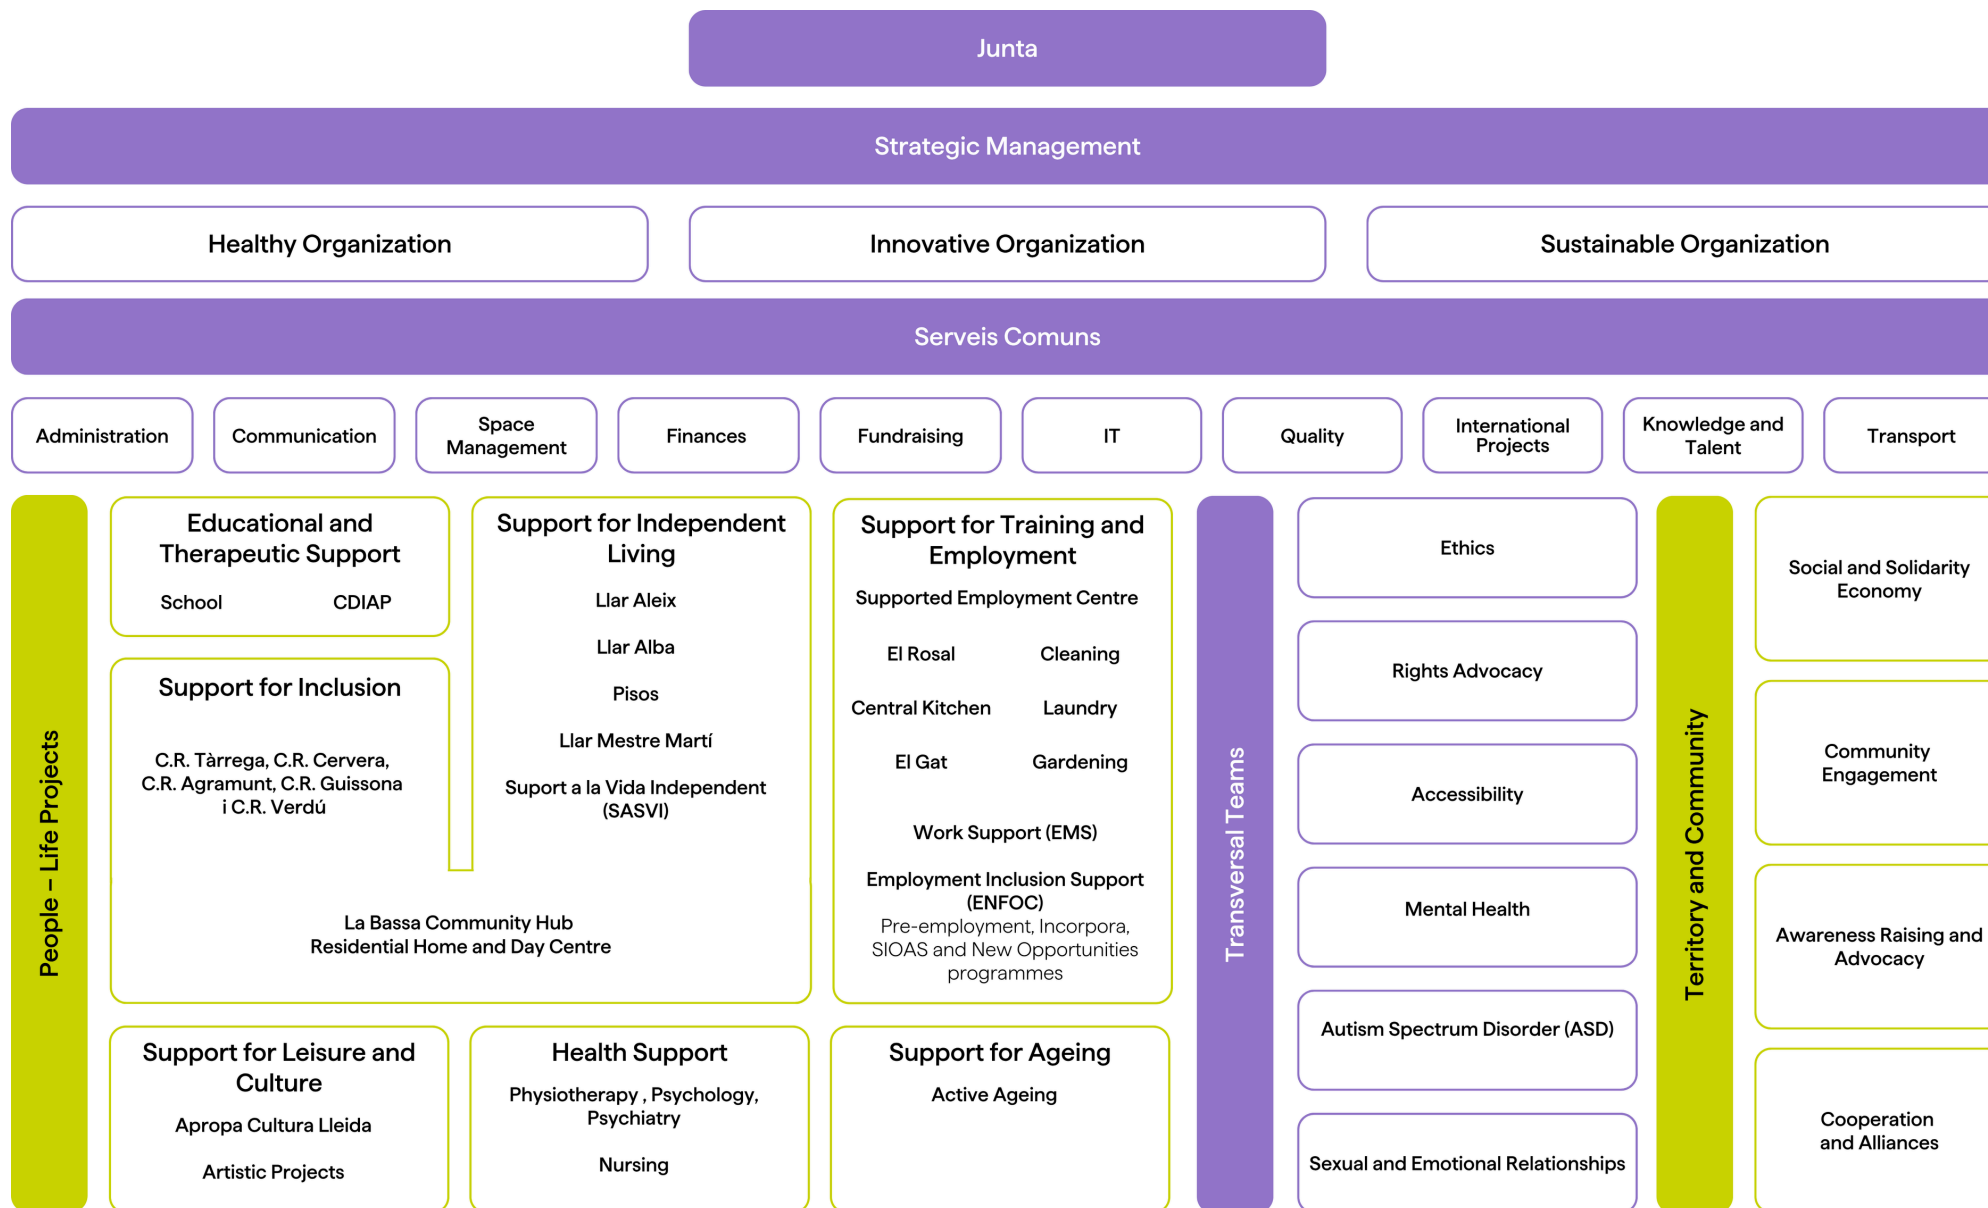 Junta
Strategic Management
Healthy Organization
Innovative Organization
Sustainable Organization
Serveis Comuns
Administration
Communication
Space
Management
Finances
Fundraising
IT
Quality
International
Projects
Knowledge and
Talent
Transport
People – Life Projects
Educational and
Therapeutic Support
School
CDIAP
Support for Inclusion
C.R. Tàrrega, C.R. Cervera,
C.R. Agramunt, C.R. Guissona
i C.R. Verdú
Support for Independent
Living
Llar Aleix
Llar Alba
Pisos
Llar Mestre Martí
Suport a la Vida Independent
(SASVI)
La Bassa Community Hub
Residential Home and Day Centre
Support for Training and
Employment
Supported Employment Centre
El Rosal
Cleaning
Central Kitchen
Laundry
El Gat
Gardening
Work Support (EMS)
Employment Inclusion Support
(ENFOC)
Pre-employment, Incorpora,
SIOAS and New Opportunities
programmes
Support for Leisure and
Culture
Apropa Cultura Lleida
Artistic Projects
Health Support
Physiotherapy , Psychology,
Psychiatry
Nursing
Support for Ageing
Active Ageing
Transversal Teams
Ethics
Rights Advocacy
Accessibility
Mental Health
Autism Spectrum Disorder (ASD)
Sexual and Emotional Relationships
Territory and Community
Social and Solidarity
Economy
Community
Engagement
Awareness Raising and
Advocacy
Cooperation
and Alliances